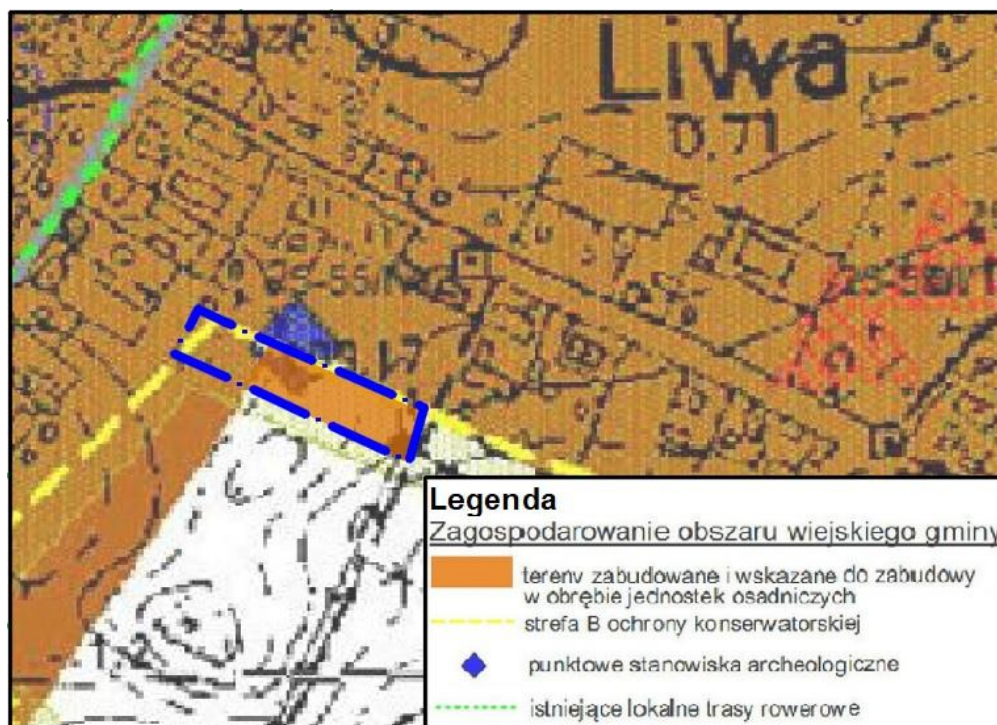 Liwa
0.71
Legenda
Zagospodarowanie obszaru wiejskiego gminy
tereny zabudowane i wskazane do zabudowy
w obrębie jednostek osadniczych
strefa B ochrony konserwatorskiej
punktowe stanowiska archeologiczne
istniejące lokalne trasy rowerowe